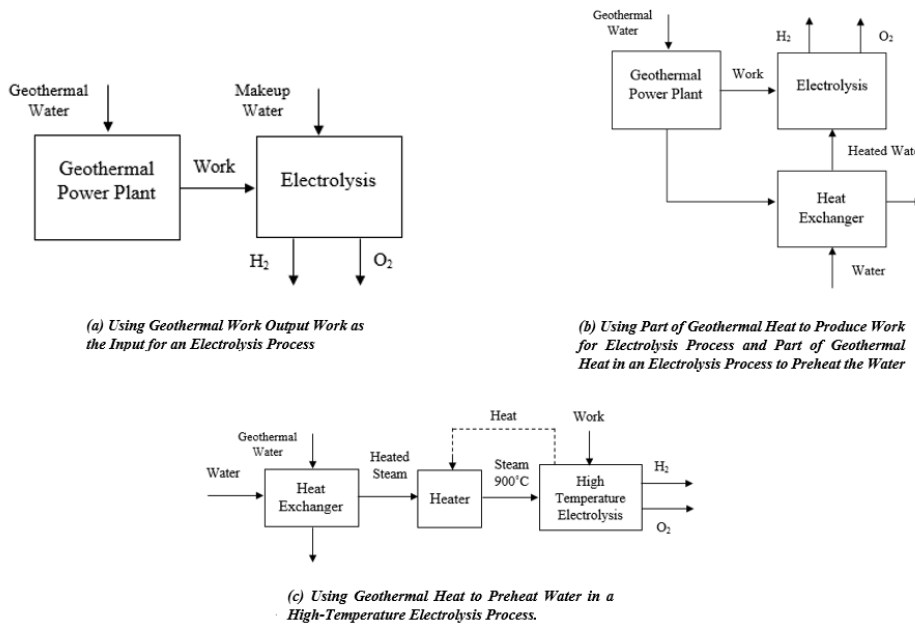 Geothermal
Water
Makeup
Water
Geothermal
Power Plant
Work
Electrolysis
H₂
O₂
(a) Using Geothermal Work Output Work as
the Input for an Electrolysis Process
Geothermal
Water
H₂
O₂
Geothermal
Power Plant
Work
Electrolysis
Heated Water
Heat
Exchanger
Water
(b) Using Part of Geothermal Heat to Produce Work
for Electrolysis Process and Part of Geothermal
Heat in an Electrolysis Process to Preheat the Water
Heat
Work
Geothermal
Water
Water
Heat
Exchanger
Heated
Steam
Heater
Steam
900°C
High
Temperature
Electrolysis
H₂
O₂
(c) Using Geothermal Heat to Preheat Water in a
High-Temperature Electrolysis Process.